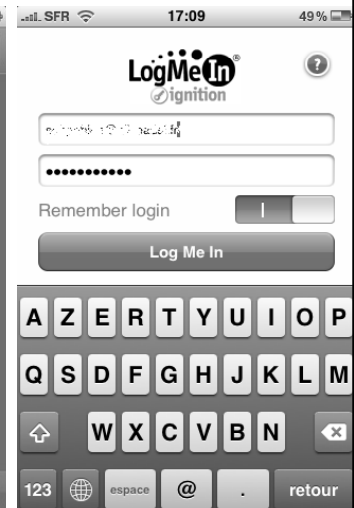 SFR 17:09 49 %
LogMeIn®
ignition
?
•••••••••••
Remember login
Log Me In
A Z E R T Y U I O P
Q S D F G H J K L M
W X C V B N
123 espace @ . retour